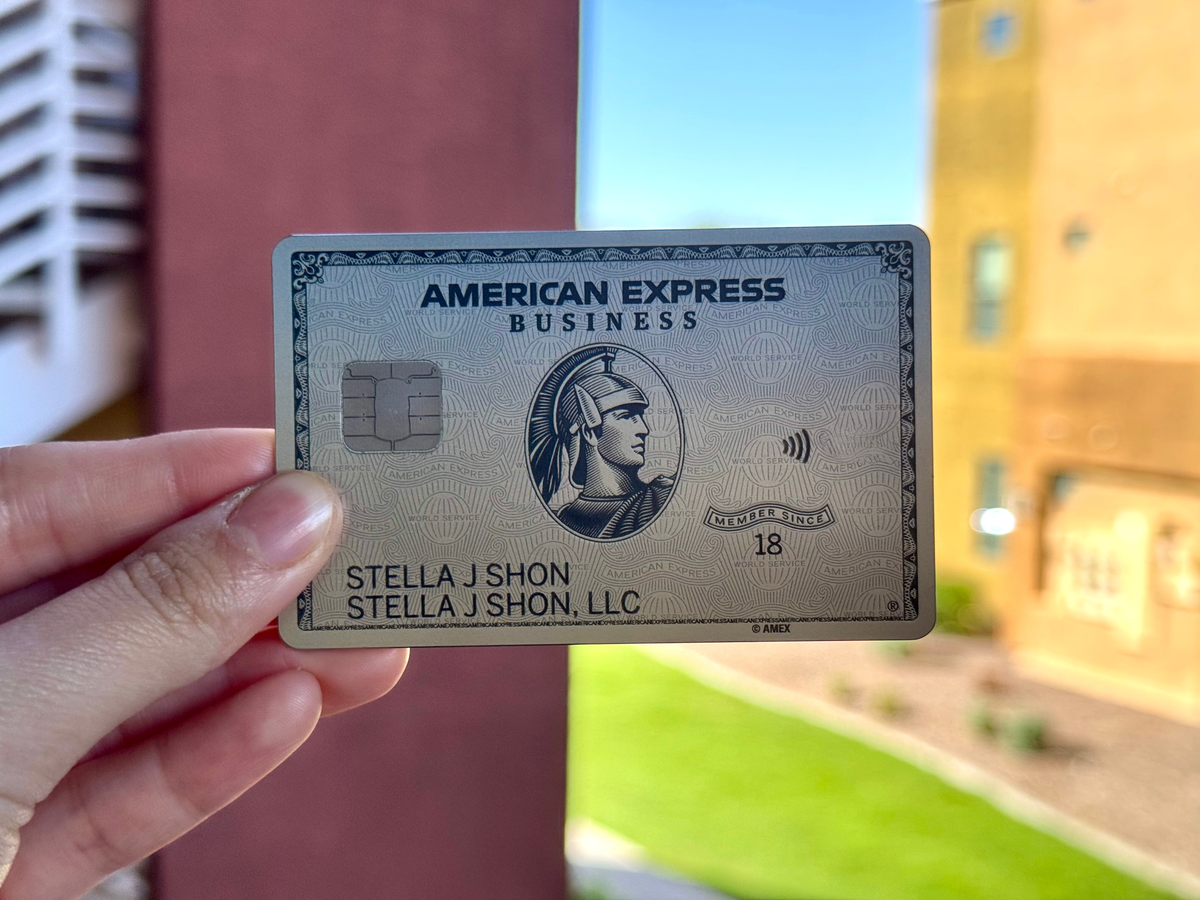 AMERICAN EXPRESS
BUSINESS
MEMBER SINCE
18
STELLA J SHON
STELLA J SHON, LLC
®
© AMEX